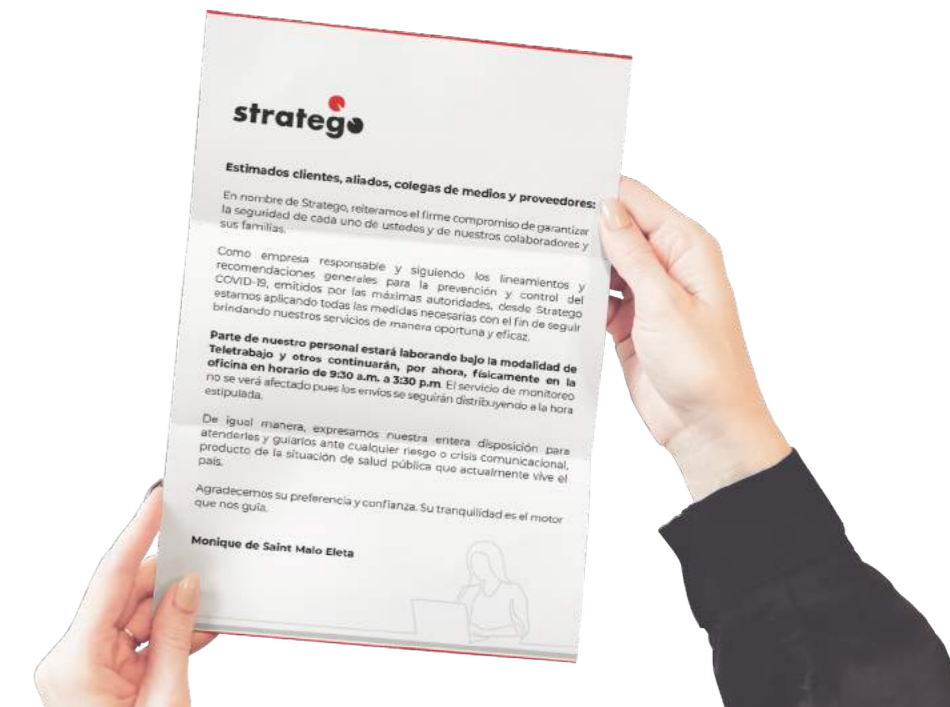 stratego
Estimados clientes, aliados, colegas de medios y proveedores:
En nombre de Stratego, reiteramos el firme compromiso de garantizar
la seguridad de cada uno de ustedes y de nuestros colaboradores y
sus familias.
Como empresa responsable y siguiendo los lineamientos y
recomendaciones generales para la prevención y control del
COVID-19, emitidos por las máximas autoridades, desde Stratego
estamos aplicando todas las medidas necesarias con el fin de seguir
brindando nuestros servicios de manera oportuna y eficaz.
Parte de nuestro personal estará laborando bajo la modalidad de
Teletrabajo y otros continuarán, por ahora, físicamente en la
oficina en horario de 9:30 a.m. a 3:30 p.m. El servicio de monitoreo
no se verá afectado pues los envíos se seguirán distribuyendo a la hora
estipulada.
De igual manera, expresamos nuestra entera disposición para
atenderles y guiarlos ante cualquier riesgo o crisis comunicacional,
producto de la situación de salud pública que actualmente vive el
país.
Agradecemos su preferencia y confianza. Su tranquilidad es el motor
que nos guía.
Monique de Saint Malo Eleta